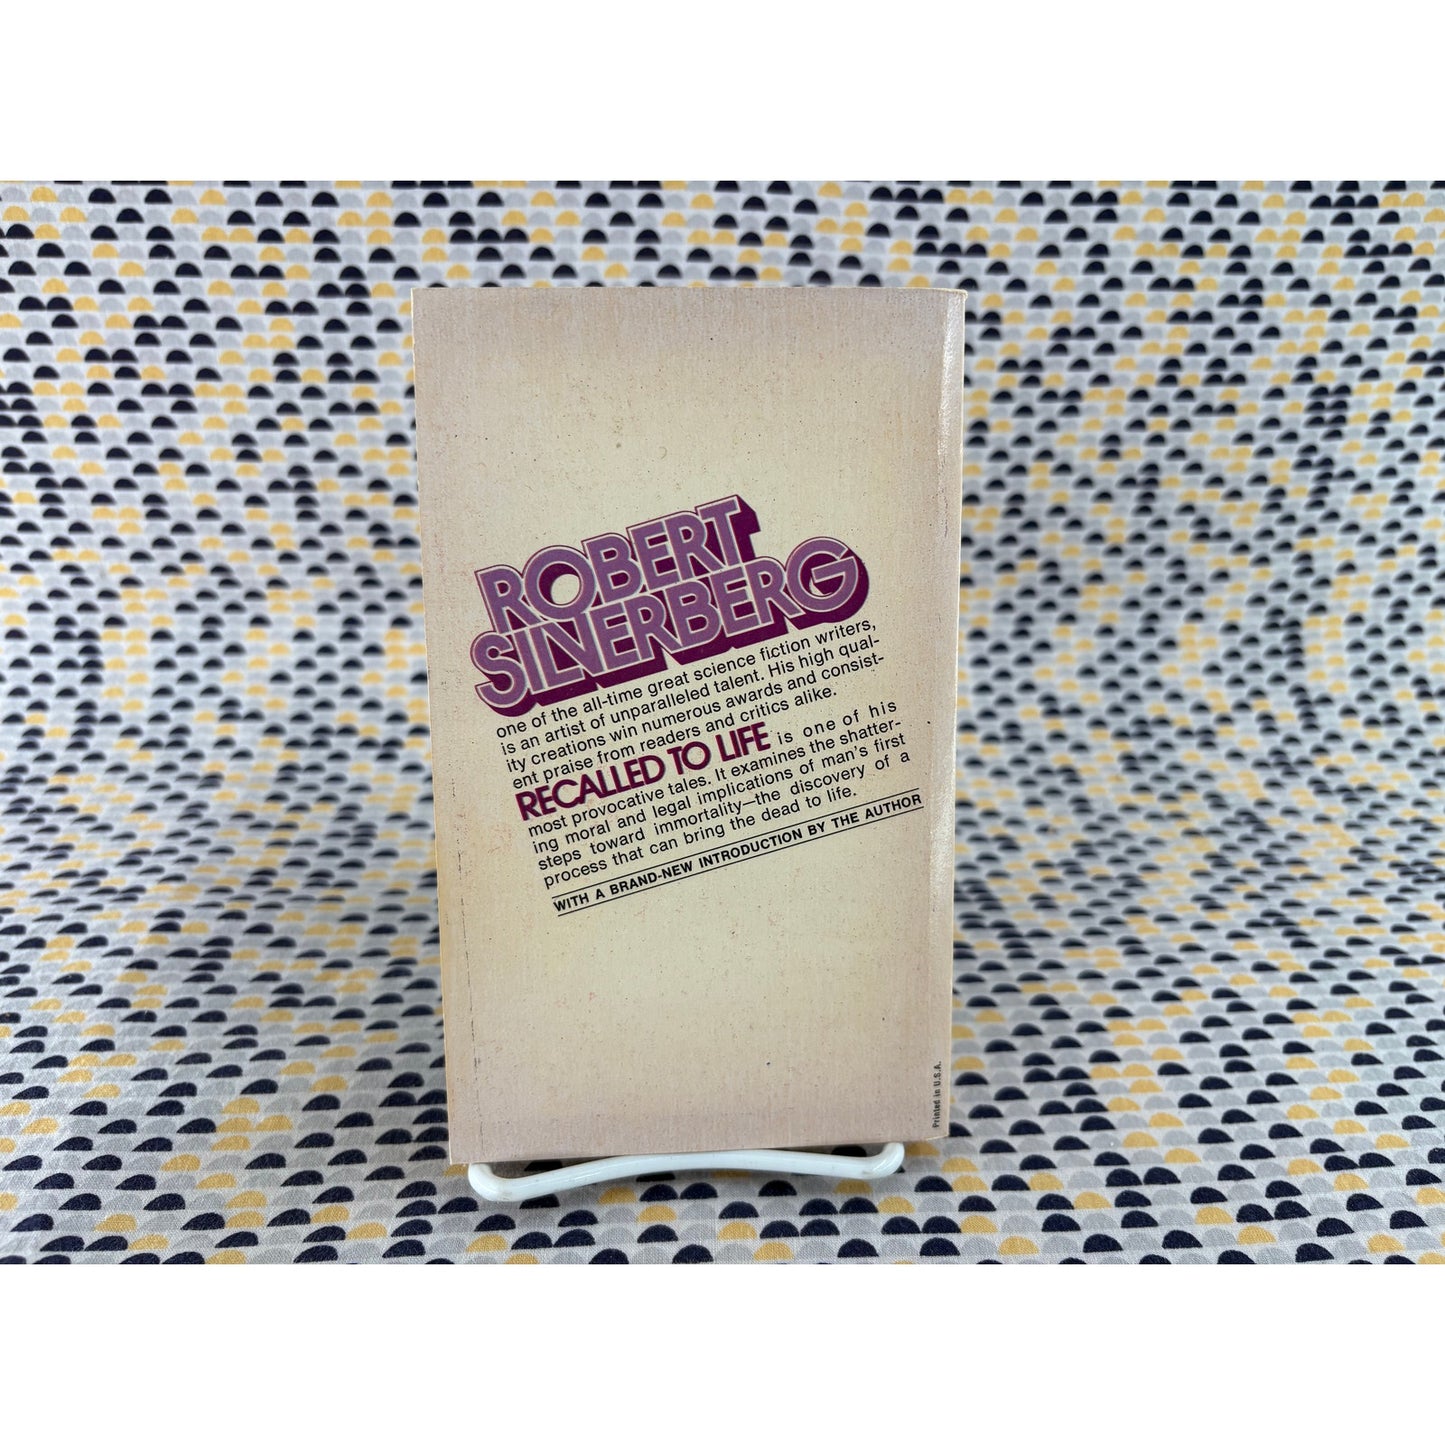 ROBERT
SILVERBERG
one of the all-time great science fiction writers,
is an artist of unparalleled talent. His high qual-
ity creations win numerous awards and consist-
ent praise from readers and critics alike.
RECALLED TO LIFE is one of his
most provocative tales. It examines the shatter-
ing moral and legal implications of man's first
steps toward immortality—the discovery of a
process that can bring the dead to life.
WITH A BRAND-NEW INTRODUCTION BY THE AUTHOR
Printed in U.S.A.